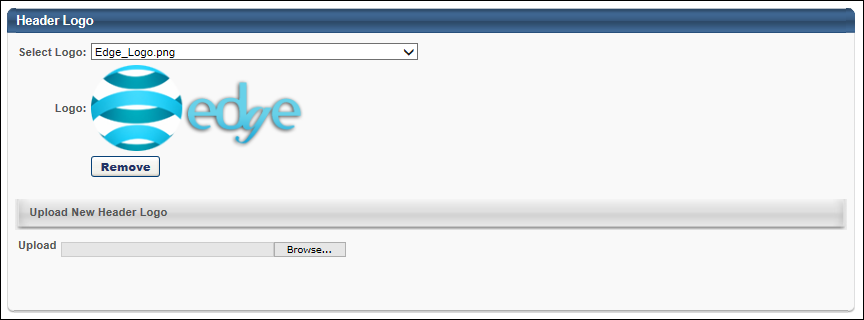 Header Logo
Select Logo: Edge_Logo.png
Logo: edge
Remove
Upload New Header Logo
Upload Browse...